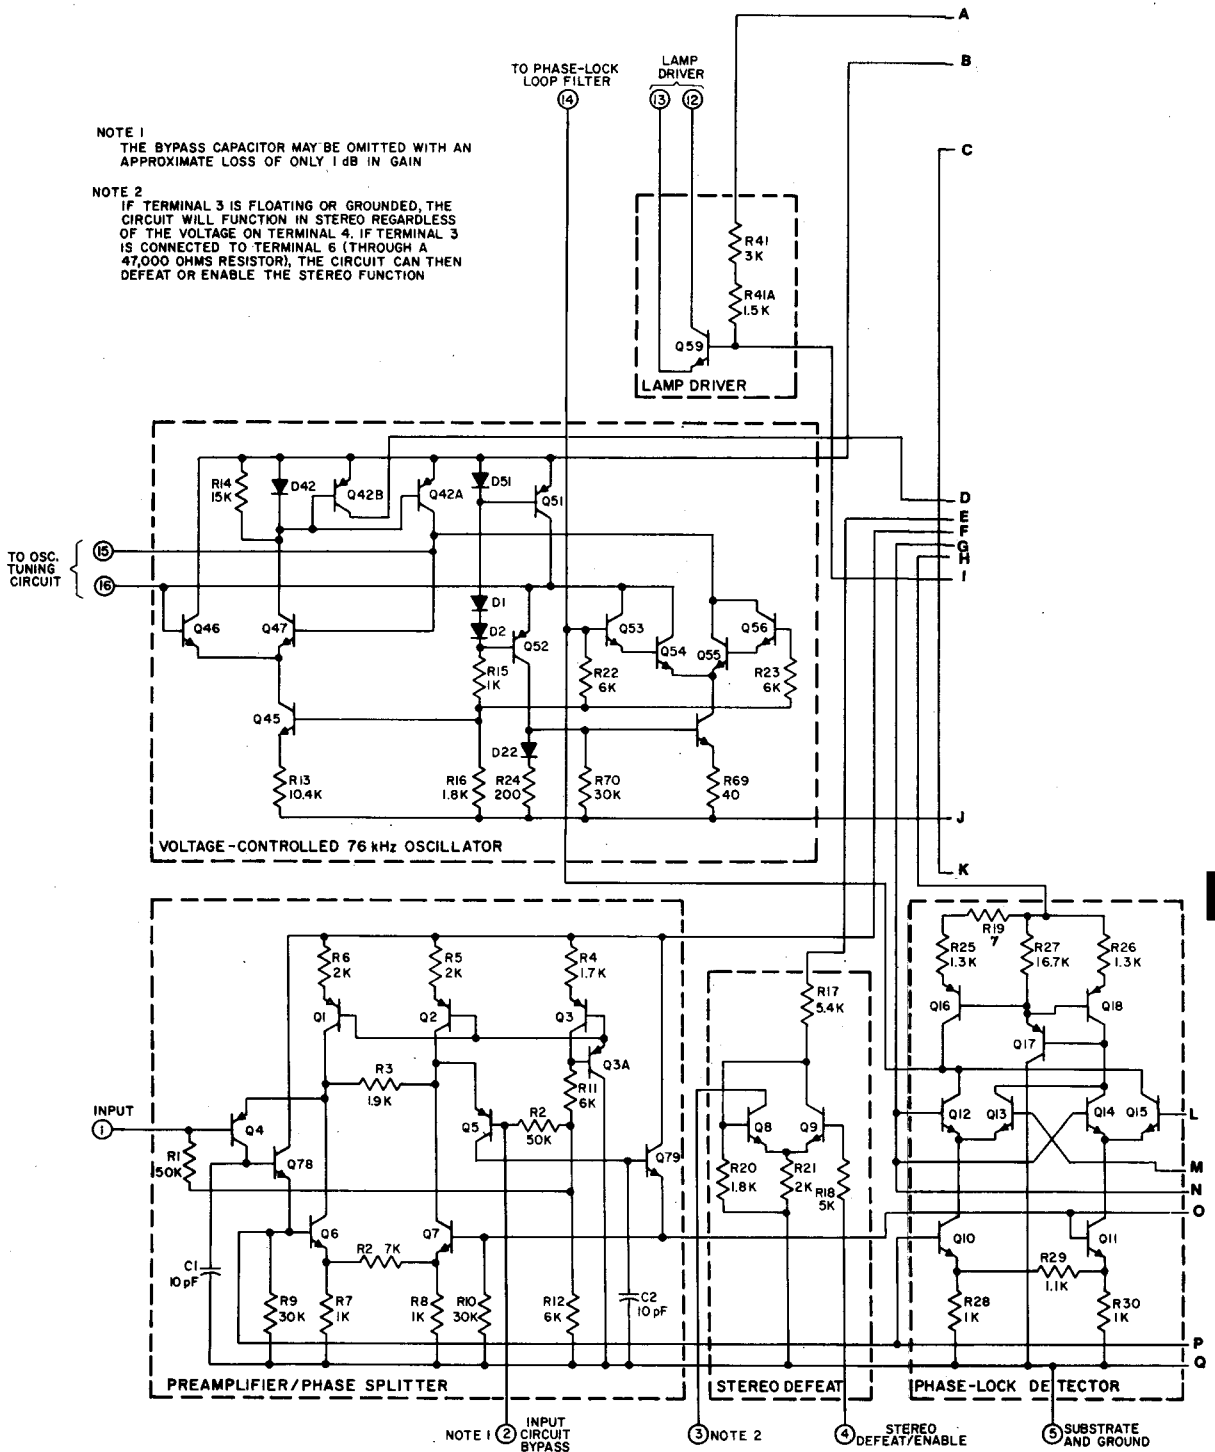 A
B
TO PHASE-LOCK
LOOP FILTER
14
LAMP
DRIVER
13
12
C
NOTE 1
THE BYPASS CAPACITOR MAY BE OMITTED WITH AN
APPROXIMATE LOSS OF ONLY 1 dB IN GAIN
NOTE 2
IF TERMINAL 3 IS FLOATING OR GROUNDED, THE
CIRCUIT WILL FUNCTION IN STEREO REGARDLESS
OF THE VOLTAGE ON TERMINAL 4. IF TERMINAL 3
IS CONNECTED TO TERMINAL 6 (THROUGH A
47,000 OHMS RESISTOR), THE CIRCUIT CAN THEN
DEFEAT OR ENABLE THE STEREO FUNCTION
R41
3K
R41A
1.5K
Q59
LAMP DRIVER
R14
15K
D42
Q42B
Q42A
D51
Q51
D
E
F
G
H
I
TO OSC.
TUNING
CIRCUIT
15
16
Q46
Q47
D1
D2
Q52
Q53
Q54
Q55
Q56
R15
1K
R22
6K
R23
6K
Q45
D22
R13
10.4K
R16
1.8K
R24
200
R70
30K
R69
40
J
VOLTAGE-CONTROLLED 76 kHz OSCILLATOR
K
R6
2K
R5
2K
R4
1.7K
R19
7
R25
1.3K
R27
16.7K
R26
1.3K
R17
5.4K
Q1
Q2
Q3
Q3A
Q16
Q18
Q17
R3
1.9K
R11
6K
INPUT
1
Q4
Q5
R2
50K
Q8
Q9
Q12
Q13
Q14
Q15
L
R1
50K
Q78
Q79
R20
1.8K
R21
2K
R18
5K
M
N
O
Q6
Q7
R2 7K
Q10
Q11
C1
10 pF
R29
1.1K
R9
30K
R7
1K
R8
1K
R10
30K
R12
6K
C2
10 pF
R28
1K
R30
1K
P
Q
PREAMPLIFIER/PHASE SPLITTER
STEREO DEFEAT
PHASE-LOCK DETECTOR
NOTE 1
2
INPUT
CIRCUIT
BYPASS
3
NOTE 2
4
STEREO
DEFEAT/ENABLE
5
SUBSTRATE
AND GROUND